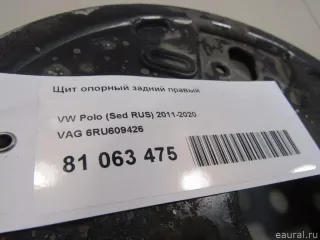 Щит опорный задний правый
VW Polo (Sed RUS) 2011-2020
VAG 6RU609426
81 063 475
eaural.ru